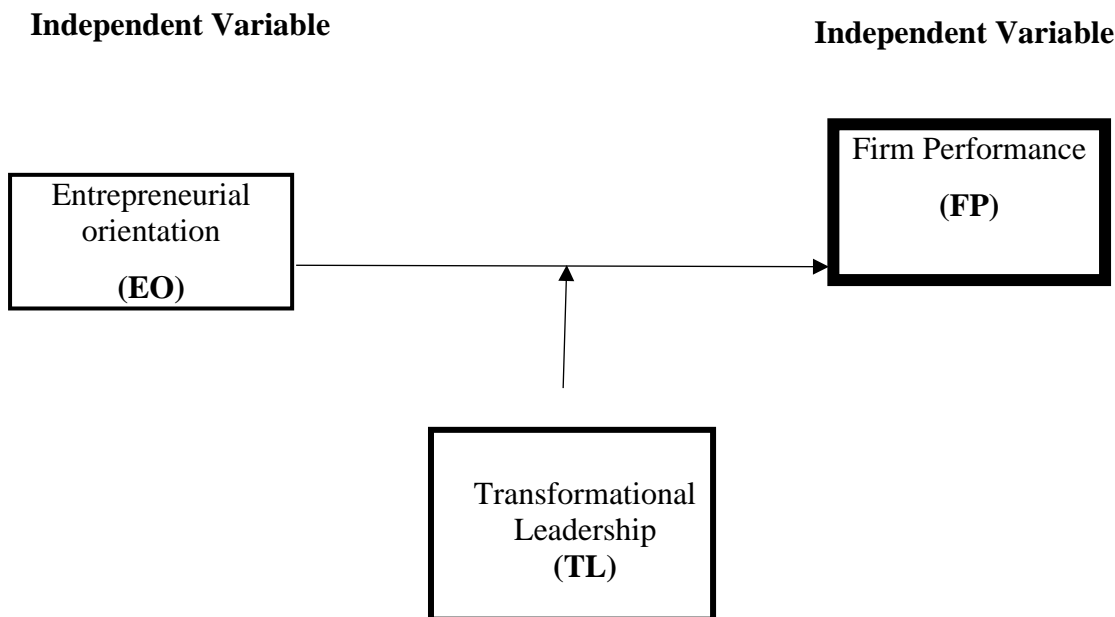 Independent Variable
Independent Variable
Entrepreneurial
orientation
(EO)
Firm Performance
(FP)
Transformational
Leadership
(TL)